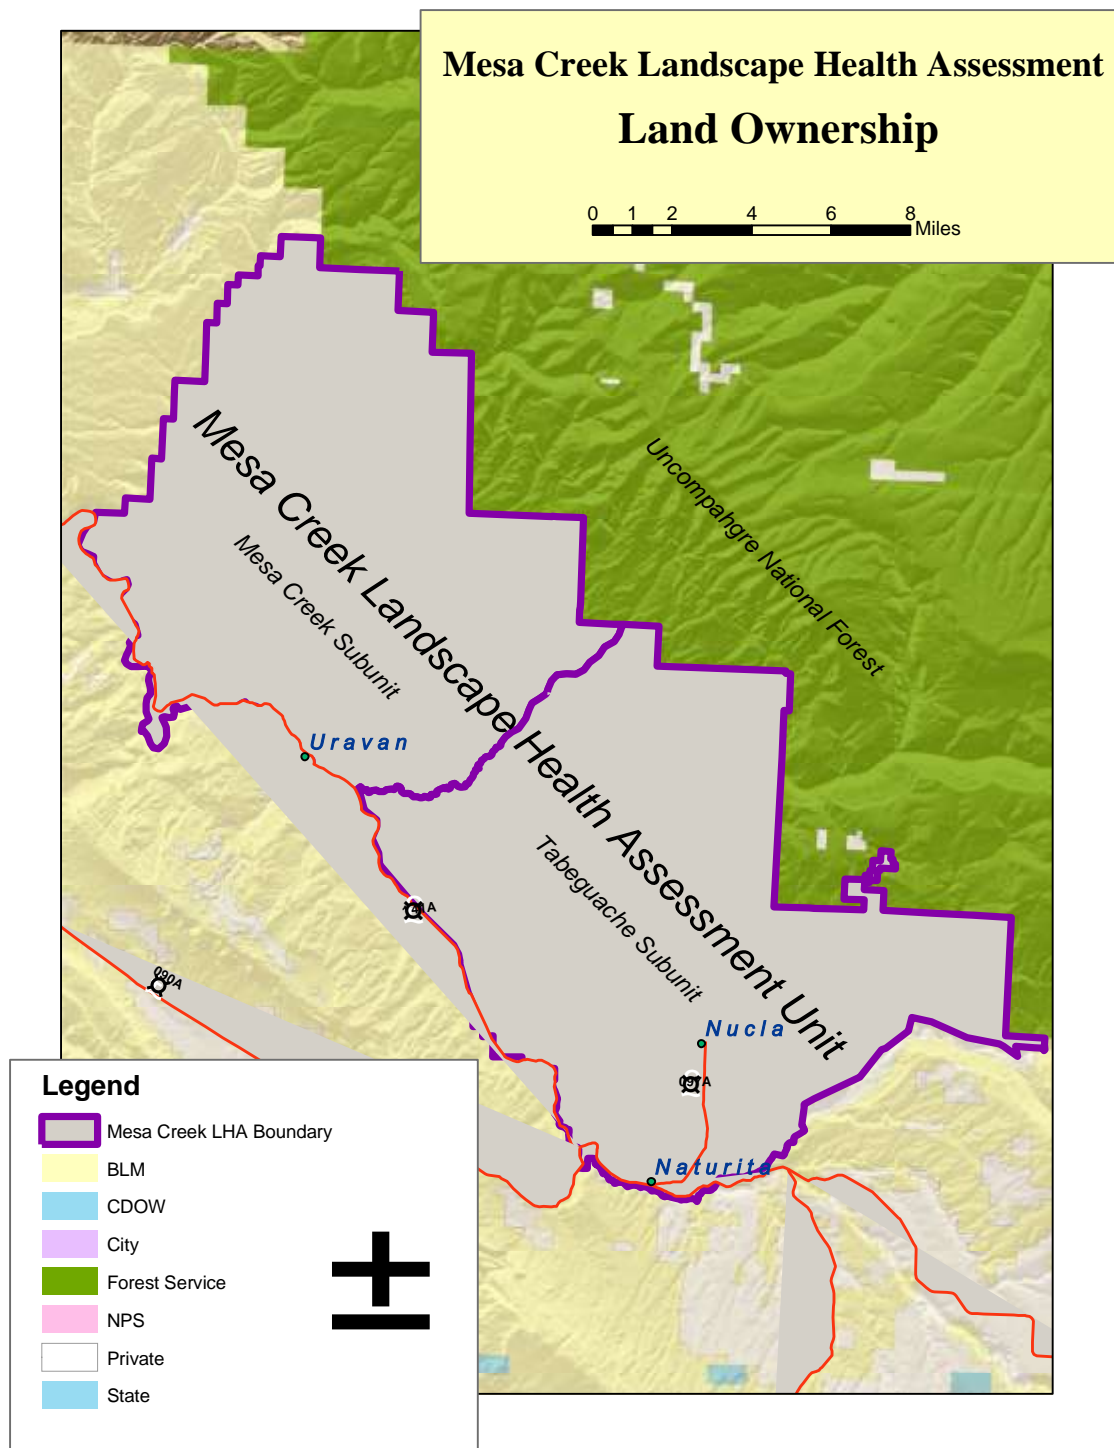 Mesa Creek Landscape Health Assessment
Land Ownership
0 1 2 4 6 8
Miles
Mesa Creek Landscape Health Assessment Unit
Mesa Creek Subunit
Uncompahgre National Forest
Uravan
Tabeguache Subunit
090A
Nucla
Naturita
Legend
Mesa Creek LHA Boundary
BLM
CDOW
City
Forest Service
NPS
Private
State